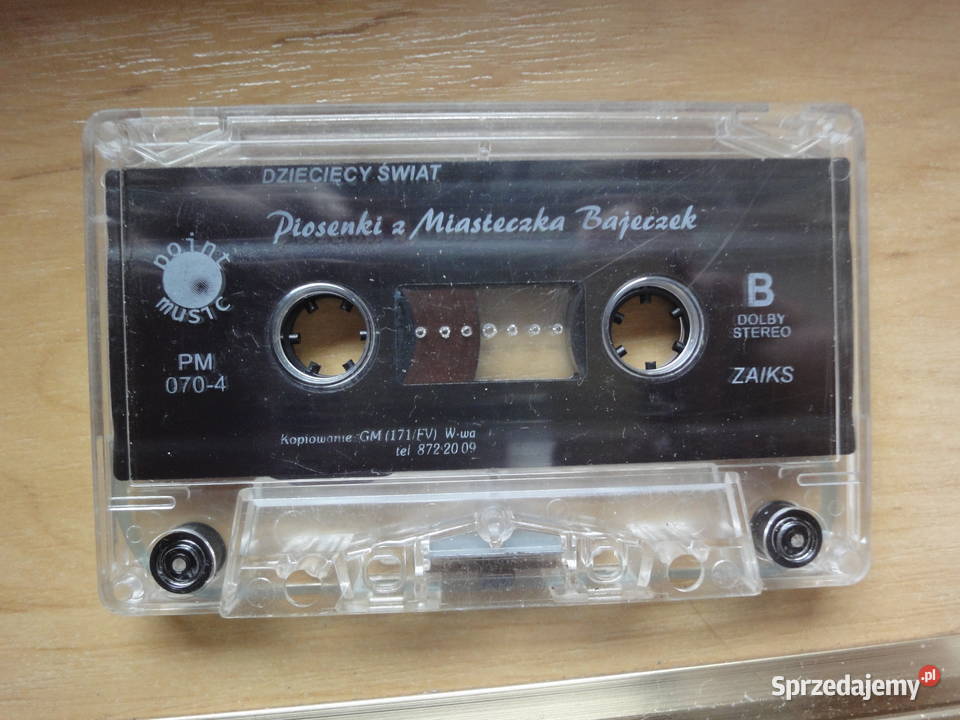 DZIECIĘCY ŚWIAT
Piosenki z Miasteczka Bajeczek
point
music
PM
070-4
B
DOLBY
STEREO
ZAIKS
Kopiowanie GM (171/FV) W-wa
tel 872-20 09
Sprzedajemy.pl